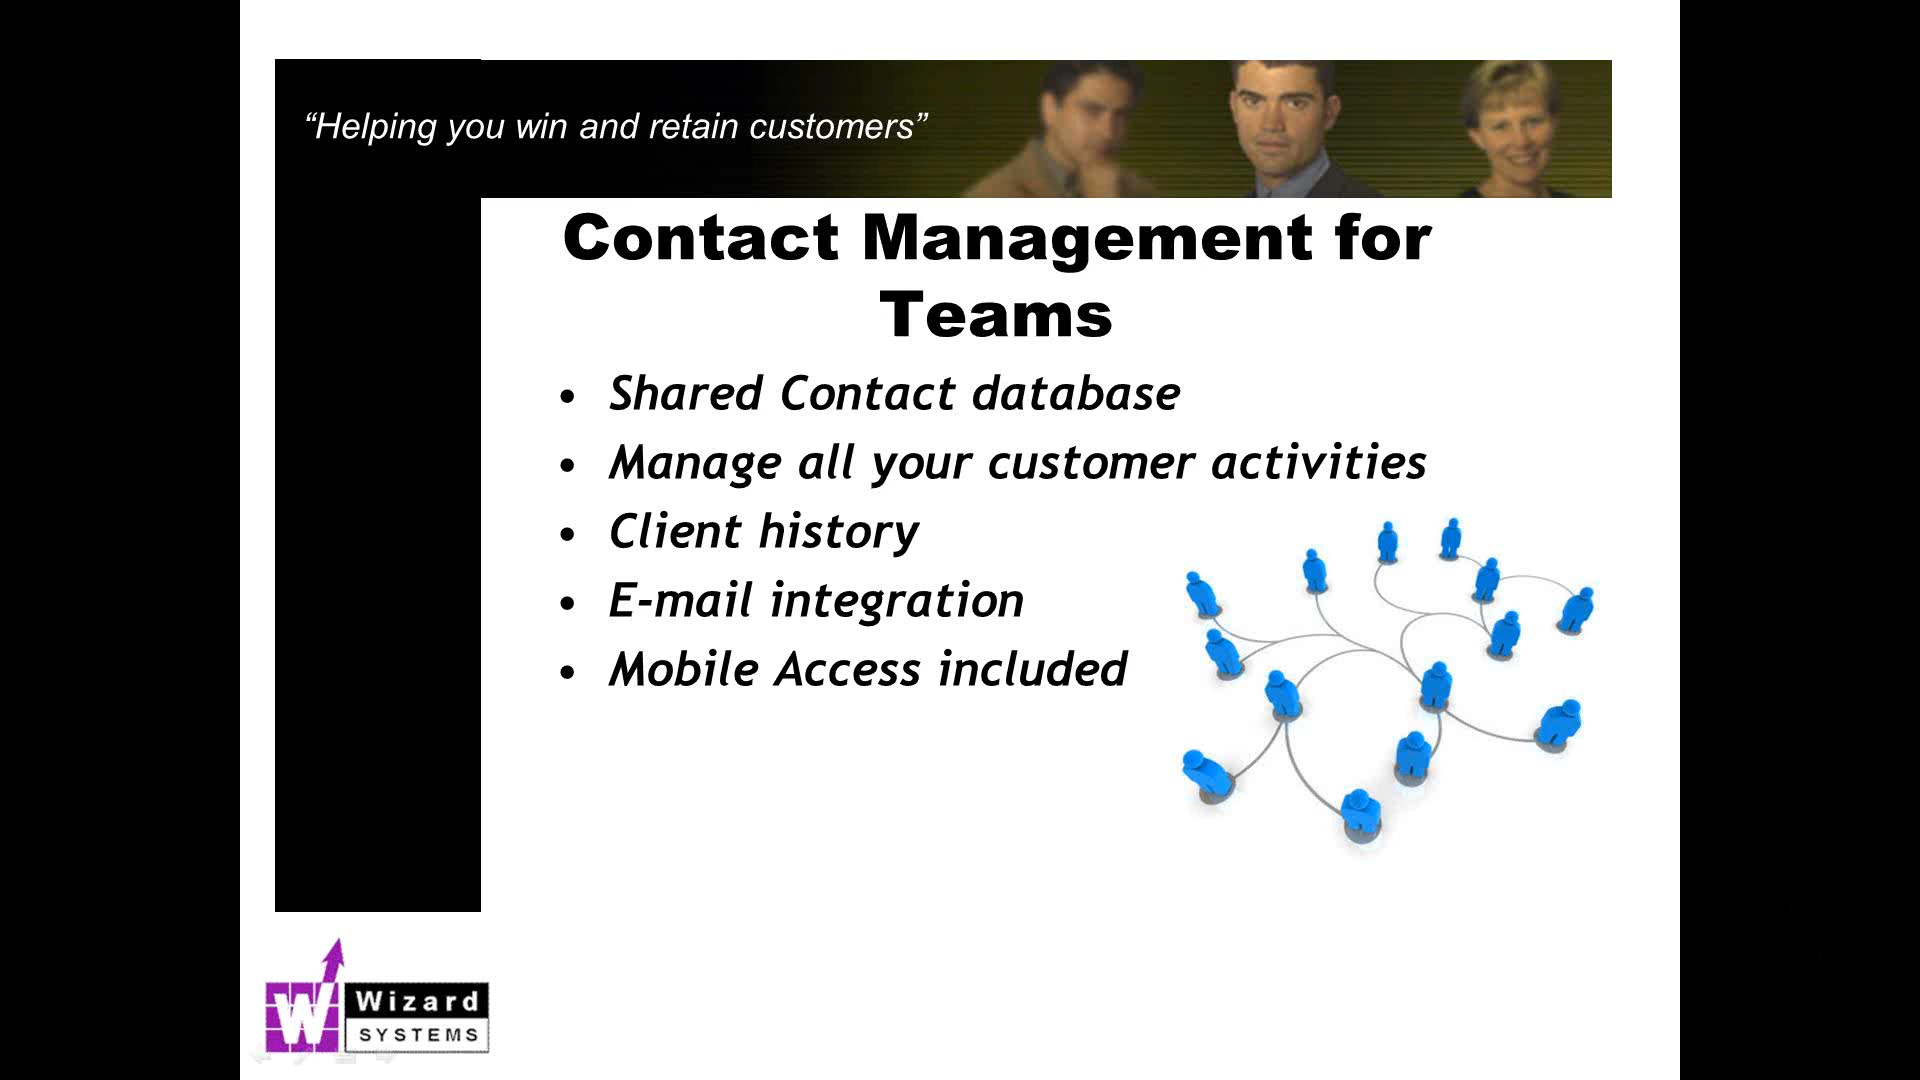 “Helping you win and retain customers”
Contact Management for
Teams
• Shared Contact database
• Manage all your customer activities
• Client history
• E-mail integration
• Mobile Access included
W
Wizard
SYSTEMS